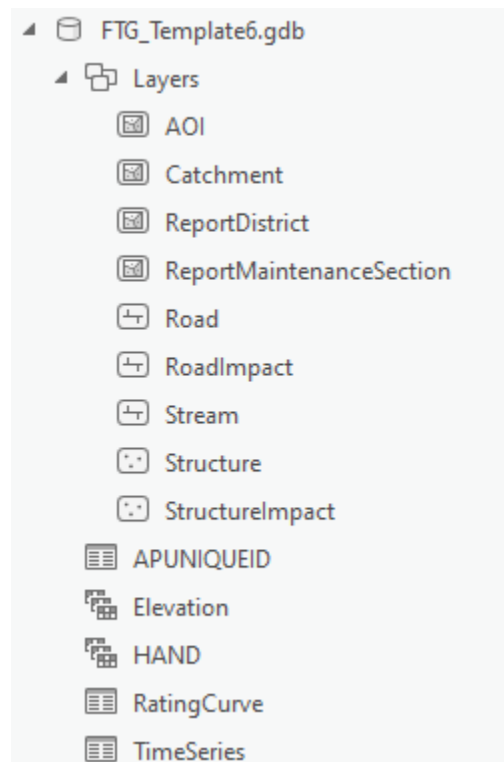 FTG_Template6.gdb
Layers
AOI
Catchment
ReportDistrict
ReportMaintenanceSection
Road
RoadImpact
Stream
Structure
StructureImpact
APUNIQUEID
Elevation
HAND
RatingCurve
TimeSeries